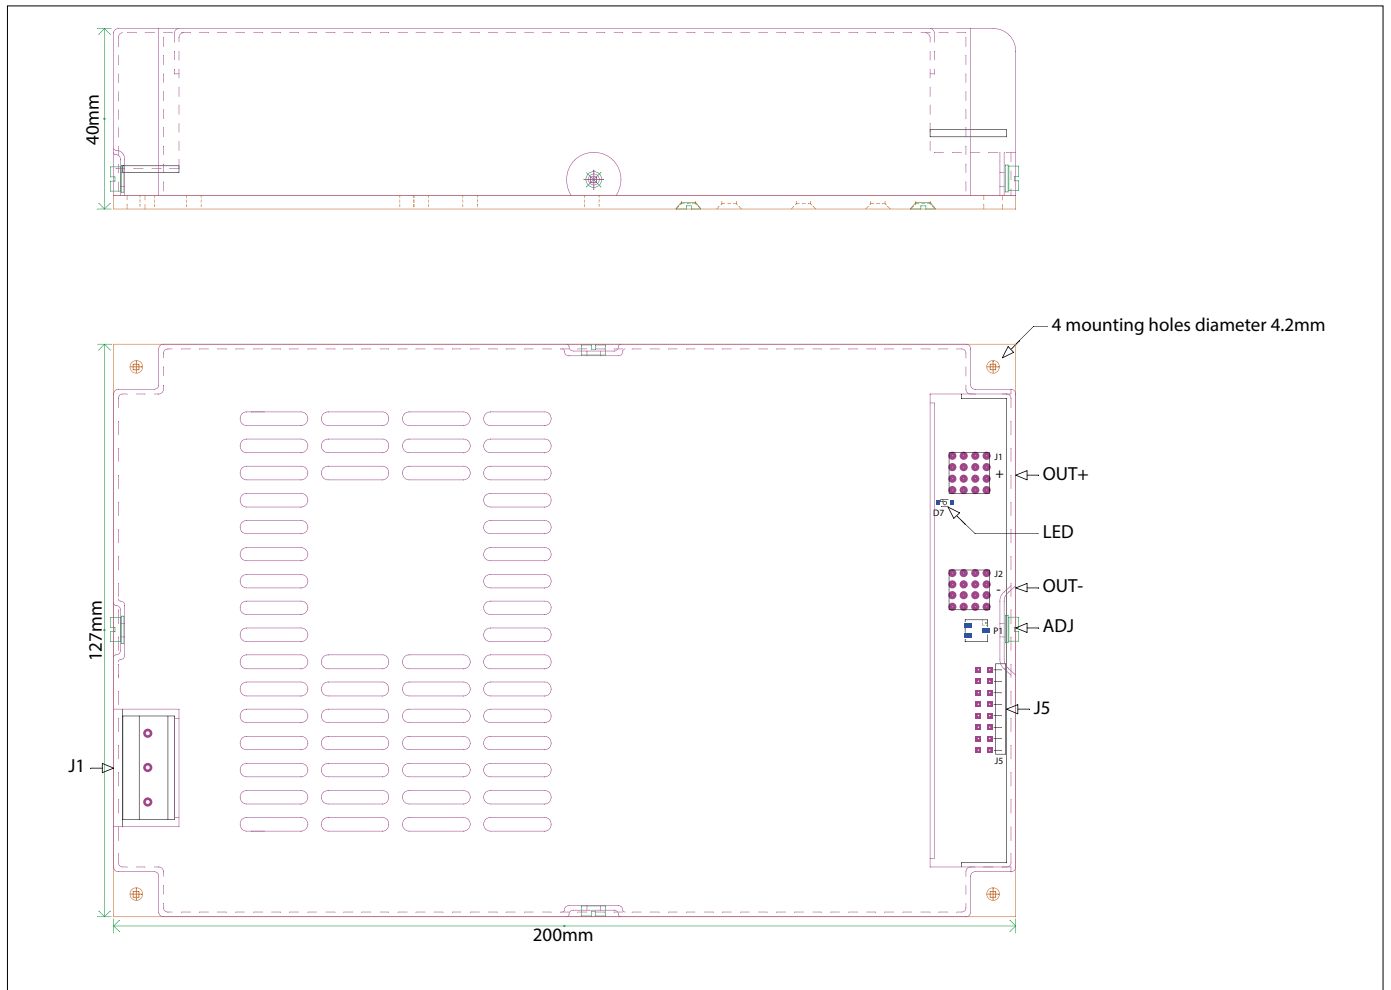 40mm
4 mounting holes diameter 4.2mm
J1
+
OUT+
D7
LED
J2
-
OUT-
P1
ADJ
127mm
J5
J5
J1
200mm